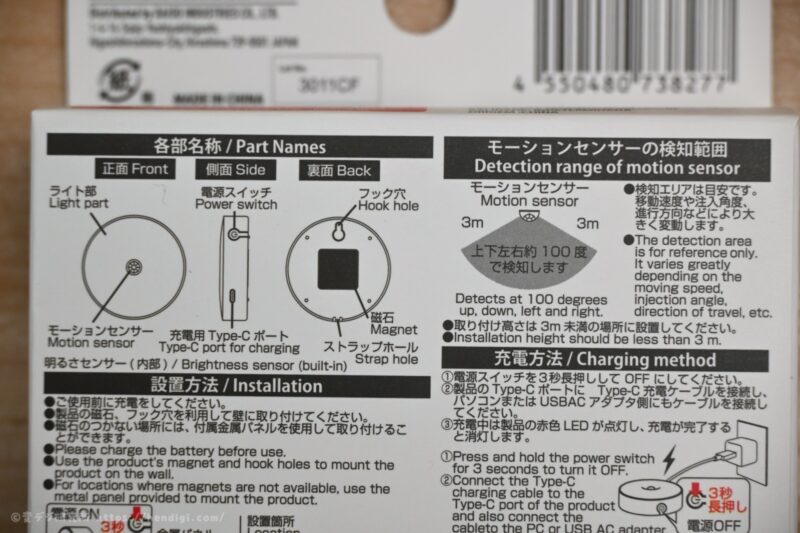 Distributed by DAISO INDUSTRIES CO., LTD.
紙
Lot No.
3011CF
MADE IN CHINA
4 550480 738277
各部名称 / Part Names
正面 Front
側面 Side
裏面 Back
ライト部
Light part
電源スイッチ
Power switch
フック穴
Hook hole
モーションセンサー
Motion sensor
充電用 Type-C ポート
Type-C port for charging
磁石
Magnet
ストラップホール
Strap hole
明るさセンサー (内部) / Brightness sensor (built-in)
設置方法 / Installation
●ご使用前に充電をしてください。
●製品の磁石、フック穴を利用して壁に取り付けてください。
●磁石のつかない場所には、付属金属パネルを使用して取り付けるこ
とができます。
●Please charge the battery before use.
●Use the product's magnet and hook holes to mount the
product on the wall.
●For locations where magnets are not available, use the
metal panel provided to mount the product.
電源ON
3秒
金属パネル
設置箇所
Location
モーションセンサーの検知範囲
Detection range of motion sensor
モーションセンサー
Motion sensor
3m
3m
上下左右約 100 度
で検知します
Detects at 100 degrees
up, down, left and right.
●検知エリアは目安です。
移動速度や注入角度、
進行方向などにより大
きく変動します。
●The detection area
is for reference only.
It varies greatly
depending on the
moving speed,
injection angle,
direction of travel, etc.
●取り付け高さは 3m 未満の場所に設置してください。
●Installation height should be less than 3 m.
充電方法 / Charging method
①電源スイッチを3秒長押しして OFF にしてください。
②製品の Type-C ポートに Type-C 充電ケーブルを接続し、
パソコンまたは USBAC アダプタ側にもケーブルを接続し
てください。
③充電中は製品の赤色 LED が点灯し、充電が完了する
と消灯します。
①Press and hold the power switch
for 3 seconds to turn it OFF.
②Connect the Type-C
charging cable to the
Type-C port of the product
and also connect the
cableto the PC or USB AC adapter
3秒
長押し
電源OFF